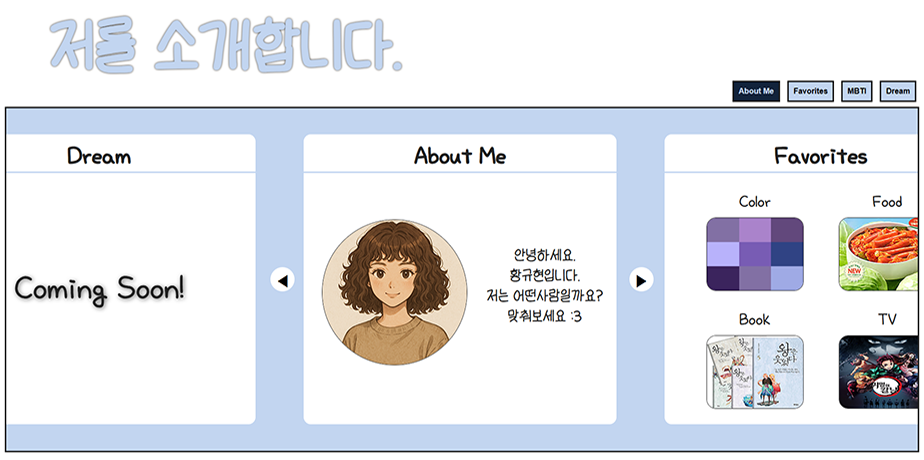 저를 소개합니다.
About Me
Favorites
MBTI
Dream
Dream
Coming Soon!
About Me
안녕하세요.
황규현입니다.
저는 어떤사람일까요?
맞춰보세요 :3
Favorites
Color
Food
NEW
Book
TV